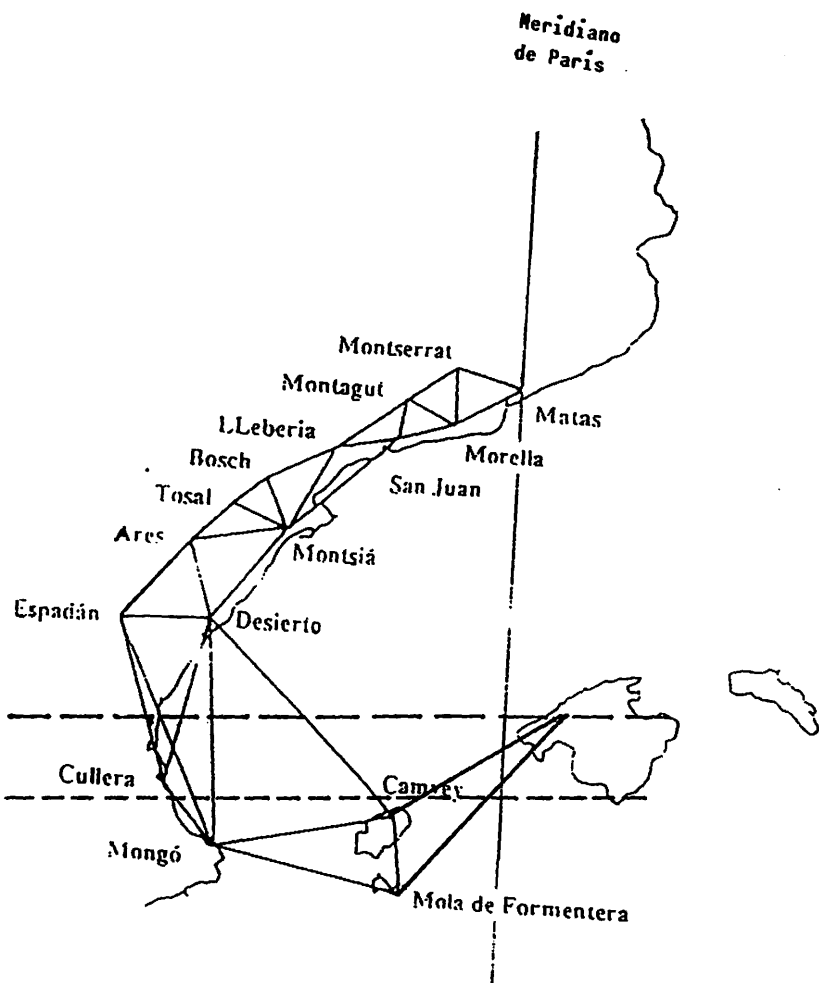 Meridiano
de París
Montserrat
Montagut
LLeberia
Matas
Bosch
Morella
San Juan
Tosal
Ares
Montsiá
Espadán
Desierto
Cullera
Camvey
Mongó
Mola de Formentera